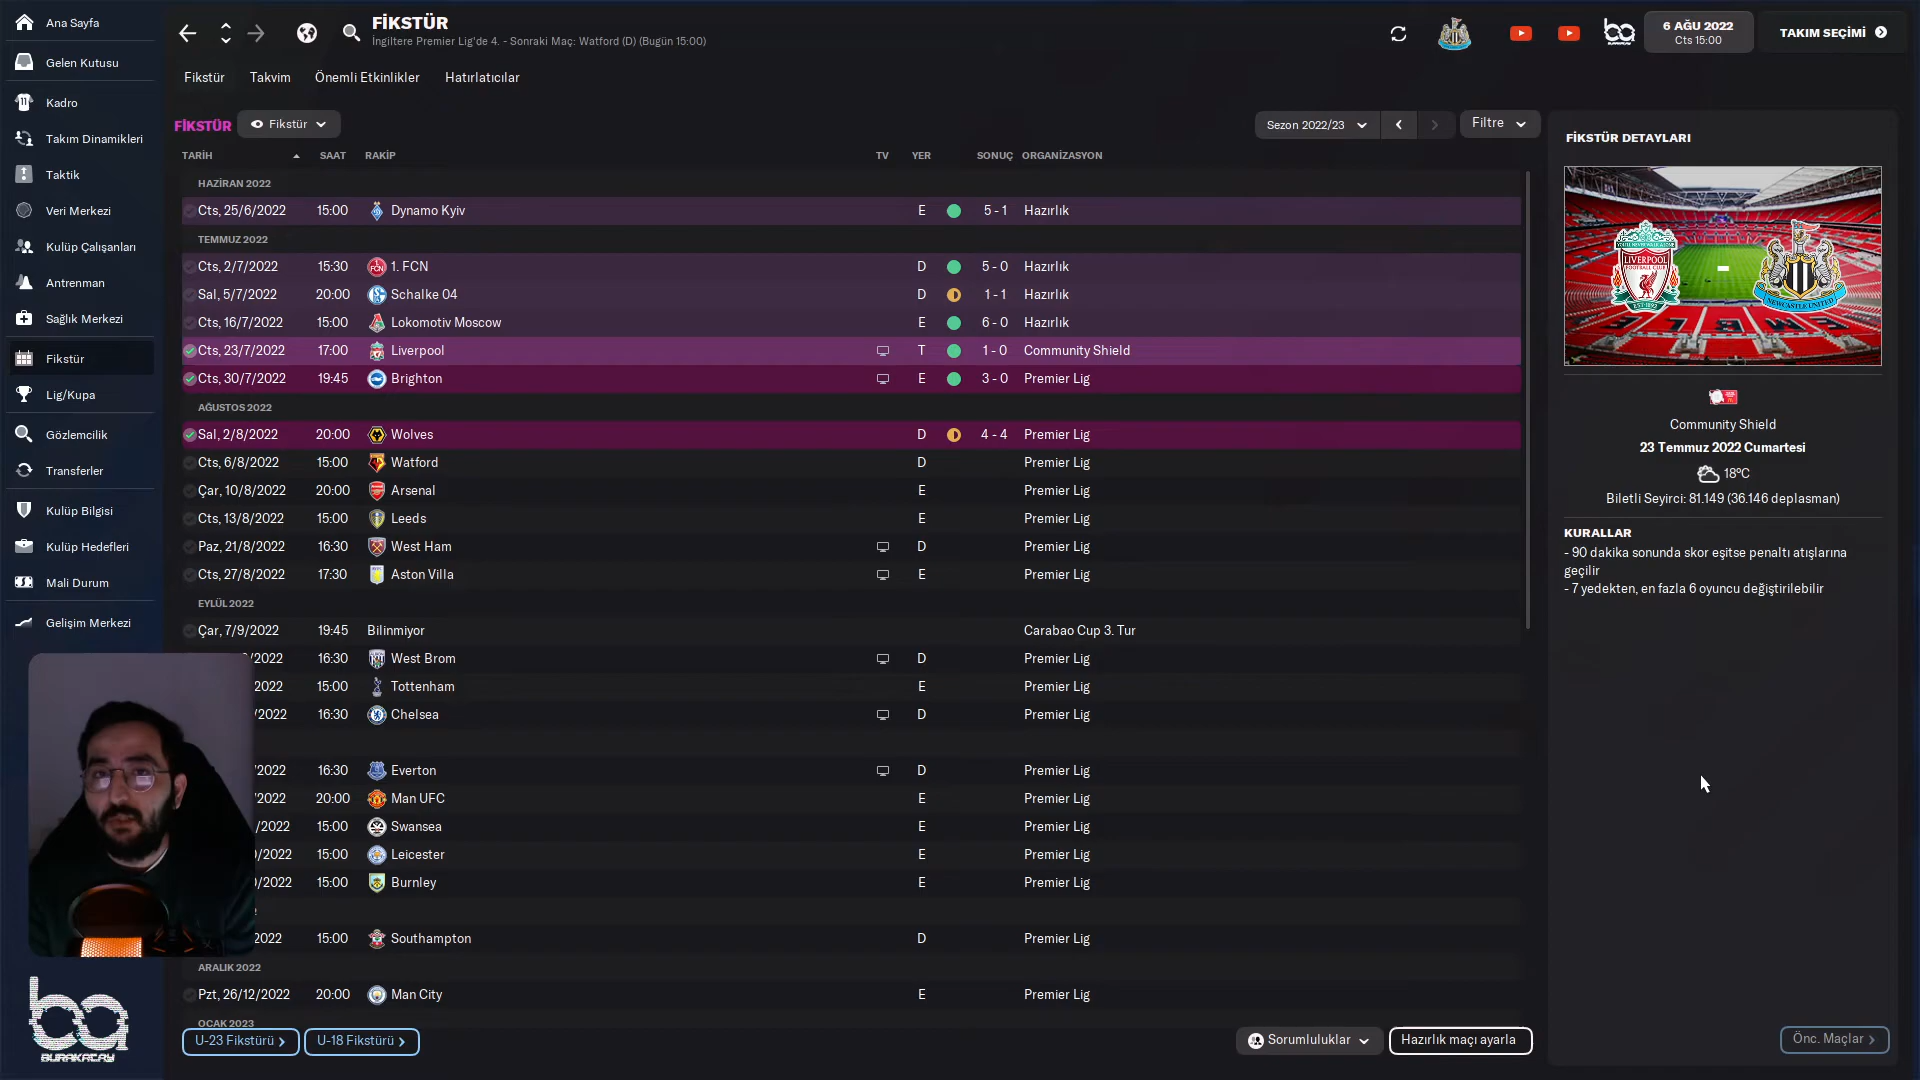 Ana Sayfa
Gelen Kutusu
Kadro
Takım Dinamikleri
Taktik
Veri Merkezi
Kulüp Çalışanları
Antrenman
Sağlık Merkezi
Fikstür
Lig/Kupa
Gözlemcilik
Transferler
Kulüp Bilgisi
Kulüp Hedefleri
Mali Durum
Gelişim Merkezi
BURAKATAY
FİKSTÜR
İngiltere Premier Lig'de 4. - Sonraki Maç: Watford (D) (Bugün 15:00)
6 AĞU 2022
Cts 15:00
TAKIM SEÇİMİ
Fikstür Takvim Önemli Etkinlikler Hatırlatıcılar
FİKSTÜR Fikstür Sezon 2022/23 Filtre
TARİH SAAT RAKİP TV YER SONUÇ ORGANİZASYON
HAZİRAN 2022
Cts, 25/6/2022 15:00 Dynamo Kyiv E 5 - 1 Hazırlık
TEMMUZ 2022
Cts, 2/7/2022 15:30 1. FCN D 5 - 0 Hazırlık
Sal, 5/7/2022 20:00 Schalke 04 D 1 - 1 Hazırlık
Cts, 16/7/2022 15:00 Lokomotiv Moscow E 6 - 0 Hazırlık
Cts, 23/7/2022 17:00 Liverpool T 1 - 0 Community Shield
Cts, 30/7/2022 19:45 Brighton E 3 - 0 Premier Lig
AĞUSTOS 2022
Sal, 2/8/2022 20:00 Wolves D 4 - 4 Premier Lig
Cts, 6/8/2022 15:00 Watford D Premier Lig
Çar, 10/8/2022 20:00 Arsenal E Premier Lig
Cts, 13/8/2022 15:00 Leeds E Premier Lig
Paz, 21/8/2022 16:30 West Ham D Premier Lig
Cts, 27/8/2022 17:30 Aston Villa E Premier Lig
EYLÜL 2022
Çar, 7/9/2022 19:45 Bilinmiyor Carabao Cup 3. Tur
/2022 16:30 West Brom D Premier Lig
/2022 15:00 Tottenham E Premier Lig
/2022 16:30 Chelsea D Premier Lig
/2022 16:30 Everton D Premier Lig
/2022 20:00 Man UFC E Premier Lig
/2022 15:00 Swansea E Premier Lig
/2022 15:00 Leicester E Premier Lig
/2022 15:00 Burnley E Premier Lig
2022 15:00 Southampton D Premier Lig
ARALIK 2022
Pzt, 26/12/2022 20:00 Man City E Premier Lig
OCAK 2023
U-23 Fikstürü U-18 Fikstürü Sorumluluklar Hazırlık maçı ayarla
FİKSTÜR DETAYLARI
LIVERPOOL
FOOTBALL CLUB
NEWCASTLE UNITED
Community Shield
23 Temmuz 2022 Cumartesi
18°C
Biletli Seyirci: 81.149 (36.146 deplasman)
KURALLAR
- 90 dakika sonunda skor eşitse penaltı atışlarına
geçilir
- 7 yedekten, en fazla 6 oyuncu değiştirilebilir
Önc. Maçlar